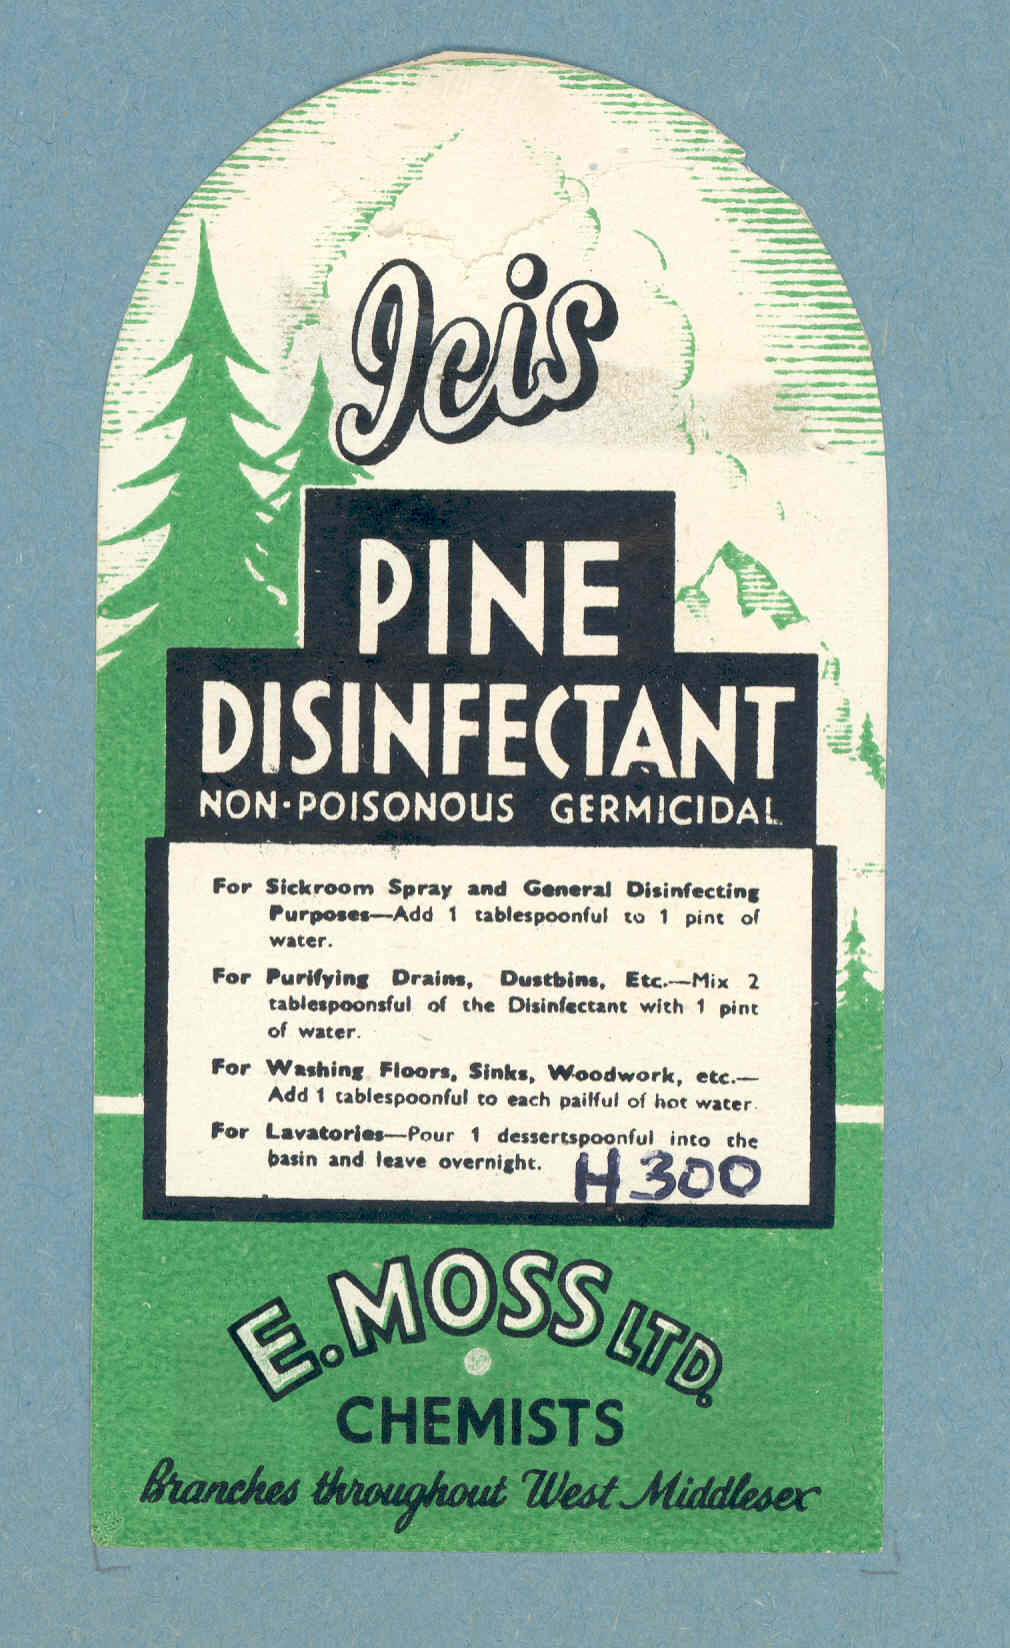 Icis
PINE
DISINFECTANT
NON-POISONOUS GERMICIDAL
For Sickroom Spray and General Disinfecting
Purposes—Add 1 tablespoonful to 1 pint of
water.
For Purifying Drains, Dustbins, Etc.—Mix 2
tablespoonsful of the Disinfectant with 1 pint
of water.
For Washing Floors, Sinks, Woodwork, etc.—
Add 1 tablespoonful to each pailful of hot water.
For Lavatories—Pour 1 dessertspoonful into the
basin and leave overnight.
H300
E. MOSS LTD.
CHEMISTS
Branches throughout West Middlesex